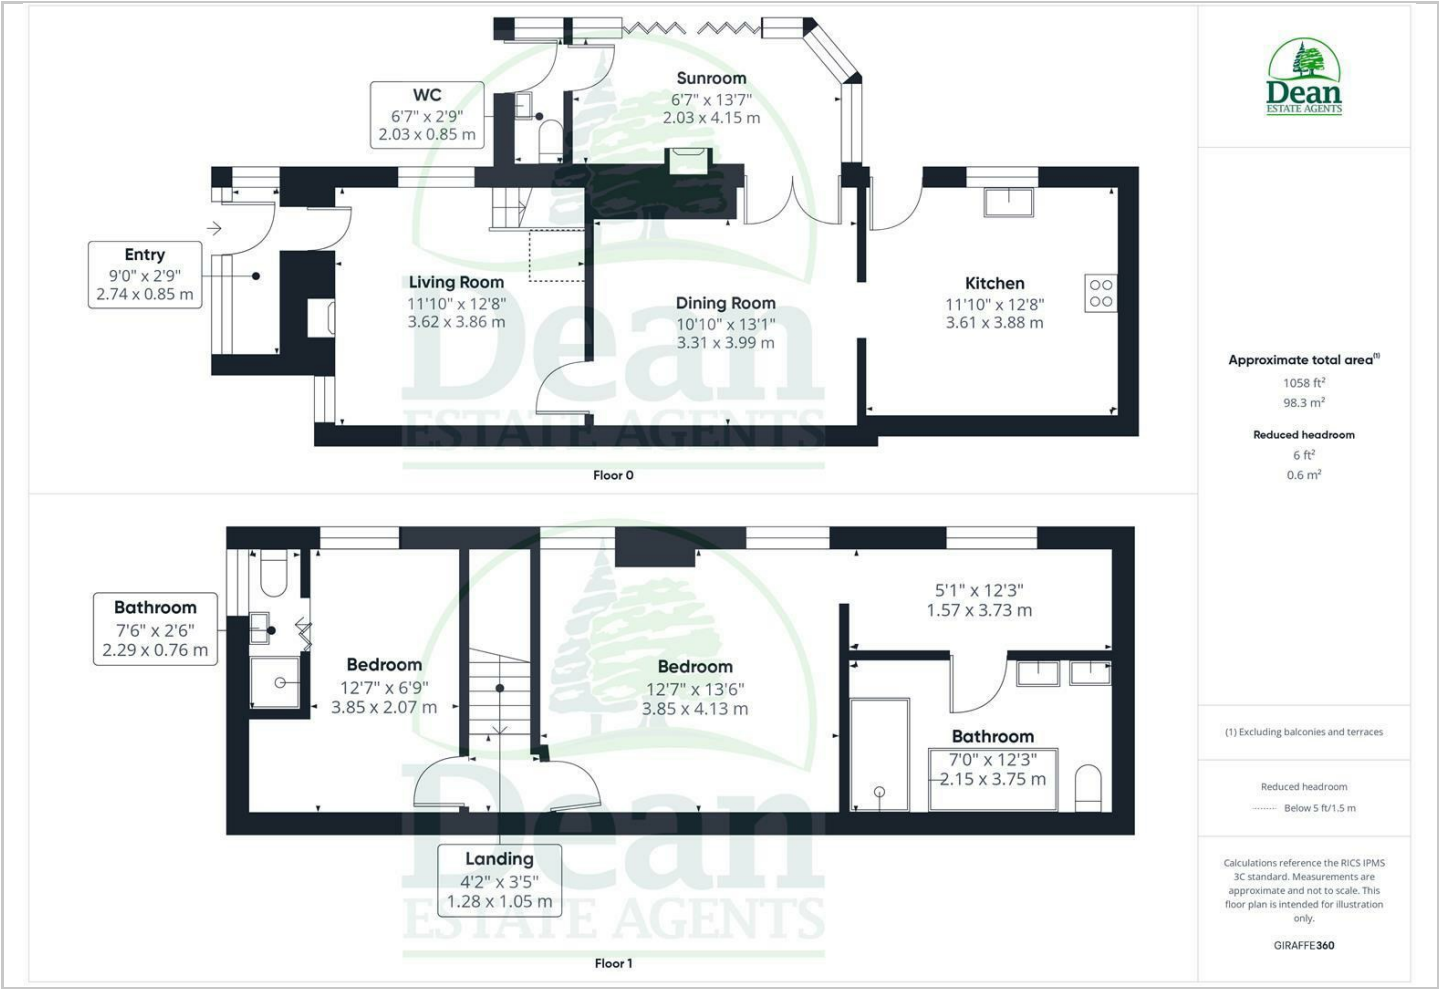 WC
6'7" x 2'9"
2.03 x 0.85 m
Sunroom
6'7" x 13'7"
2.03 x 4.15 m
Entry
9'0" x 2'9"
2.74 x 0.85 m
Living Room
11'10" x 12'8"
3.62 x 3.86 m
Dining Room
10'10" x 13'1"
3.31 x 3.99 m
Kitchen
11'10" x 12'8"
3.61 x 3.88 m
Dean
ESTATE AGENTS
Floor 0
Bathroom
7'6" x 2'6"
2.29 x 0.76 m
Bedroom
12'7" x 6'9"
3.85 x 2.07 m
Bedroom
12'7" x 13'6"
3.85 x 4.13 m
5'1" x 12'3"
1.57 x 3.73 m
Bathroom
7'0" x 12'3"
2.15 x 3.75 m
Landing
4'2" x 3'5"
1.28 x 1.05 m
Dean
ESTATE AGENTS
Floor 1
Dean
ESTATE AGENTS
Approximate total area(1)
1058 ft²
98.3 m²
Reduced headroom
6 ft²
0.6 m²
(1) Excluding balconies and terraces
Reduced headroom
Below 5 ft/1.5 m
Calculations reference the RICS IPMS
3C standard. Measurements are
approximate and not to scale. This
floor plan is intended for illustration
only.
GIRAFFE360